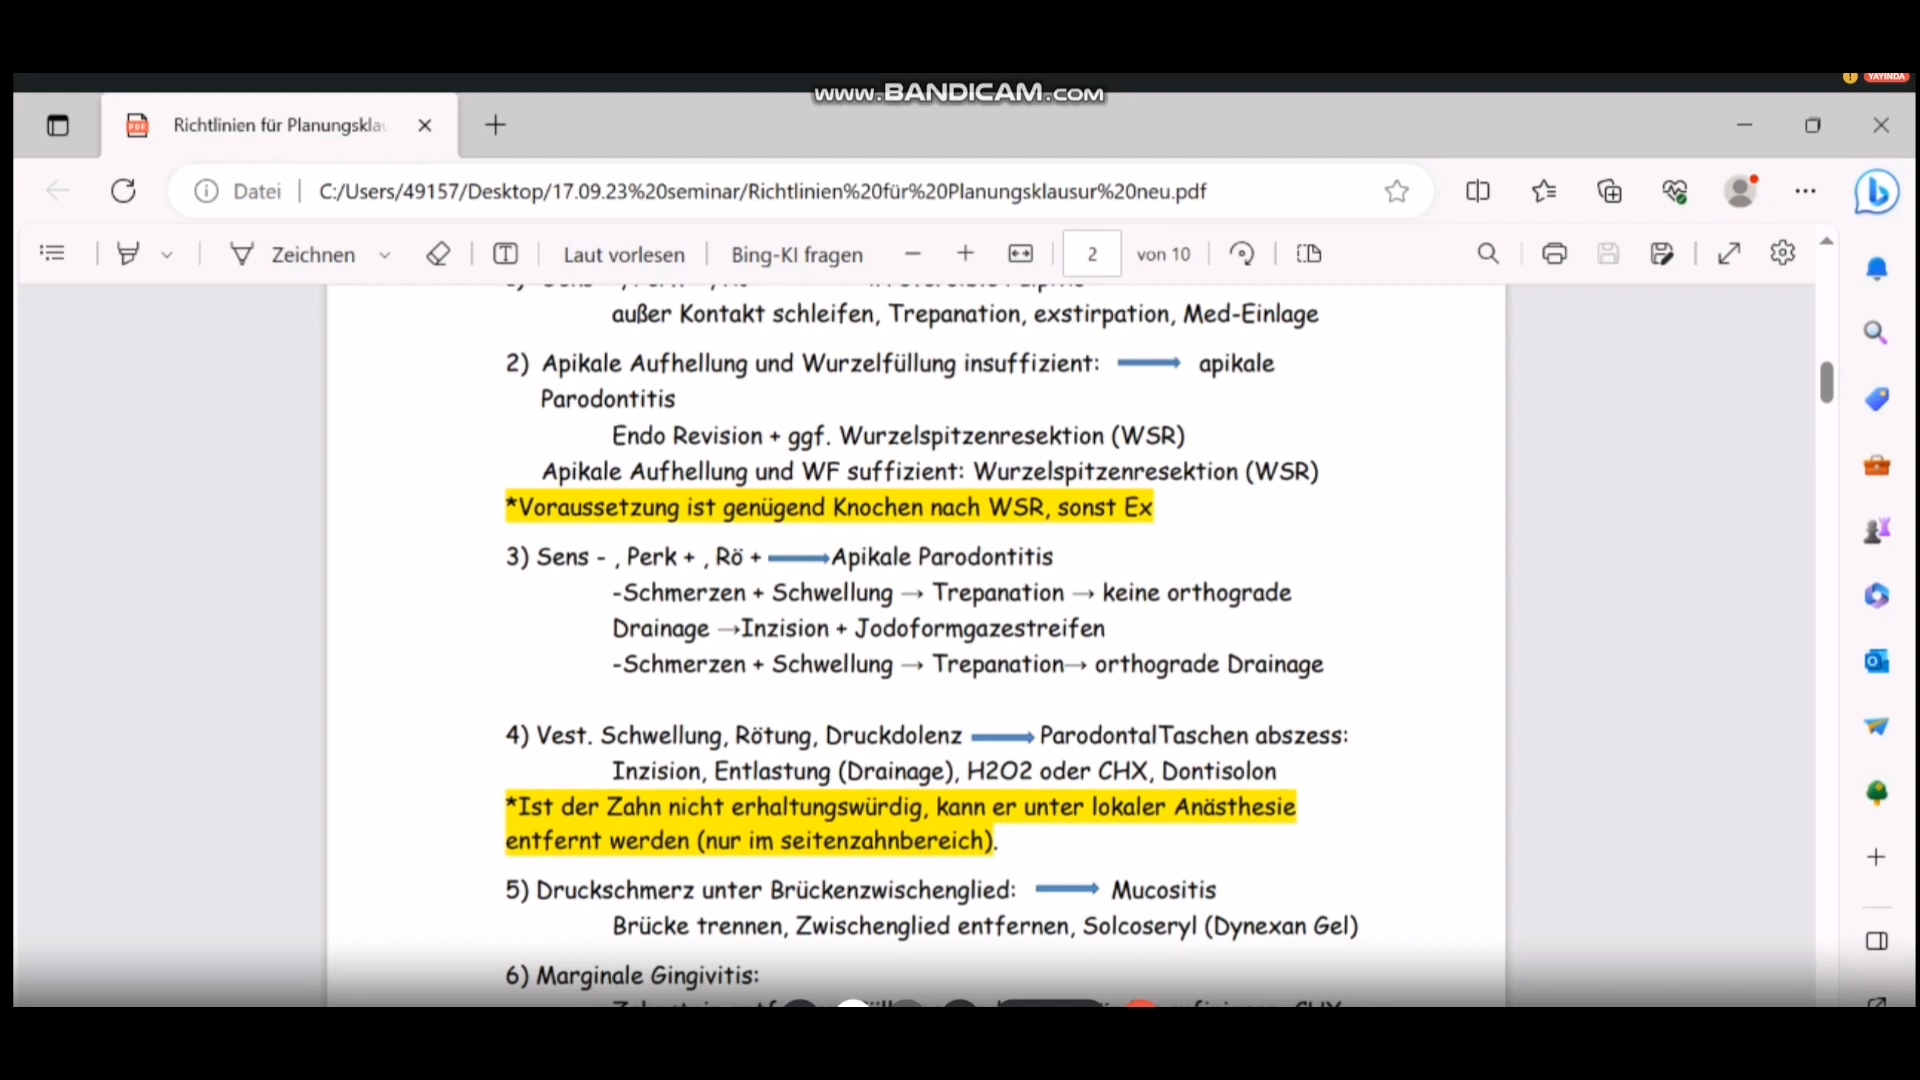 YAYINDA
www.BANDICAM.com
Richtlinien für Planungskla
Datei C:/Users/49157/Desktop/17.09.23%20seminar/Richtlinien%20für%20Planungsklausur%20neu.pdf
Zeichnen Laut vorlesen Bing-KI fragen 2 von 10
außer Kontakt schleifen, Trepanation, exstirpation, Med-Einlage
2) Apikale Aufhellung und Wurzelfüllung insuffizient: apikale
Parodontitis
Endo Revision + ggf. Wurzelspitzenresektion (WSR)
Apikale Aufhellung und WF suffizient: Wurzelspitzenresektion (WSR)
*Voraussetzung ist genügend Knochen nach WSR, sonst Ex
3) Sens - , Perk + , Rö + Apikale Parodontitis
-Schmerzen + Schwellung → Trepanation → keine orthograde
Drainage →Inzision + Jodoformgazestreifen
-Schmerzen + Schwellung → Trepanation→ orthograde Drainage
4) Vest. Schwellung, Rötung, Druckdolenz ParodontalTaschen abszess:
Inzision, Entlastung (Drainage), H2O2 oder CHX, Dontisolon
*Ist der Zahn nicht erhaltungswürdig, kann er unter lokaler Anästhesie
entfernt werden (nur im seitenzahnbereich).
5) Druckschmerz unter Brückenzwischenglied: Mucositis
Brücke trennen, Zwischenglied entfernen, Solcoseryl (Dynexan Gel)
6) Marginale Gingivitis: